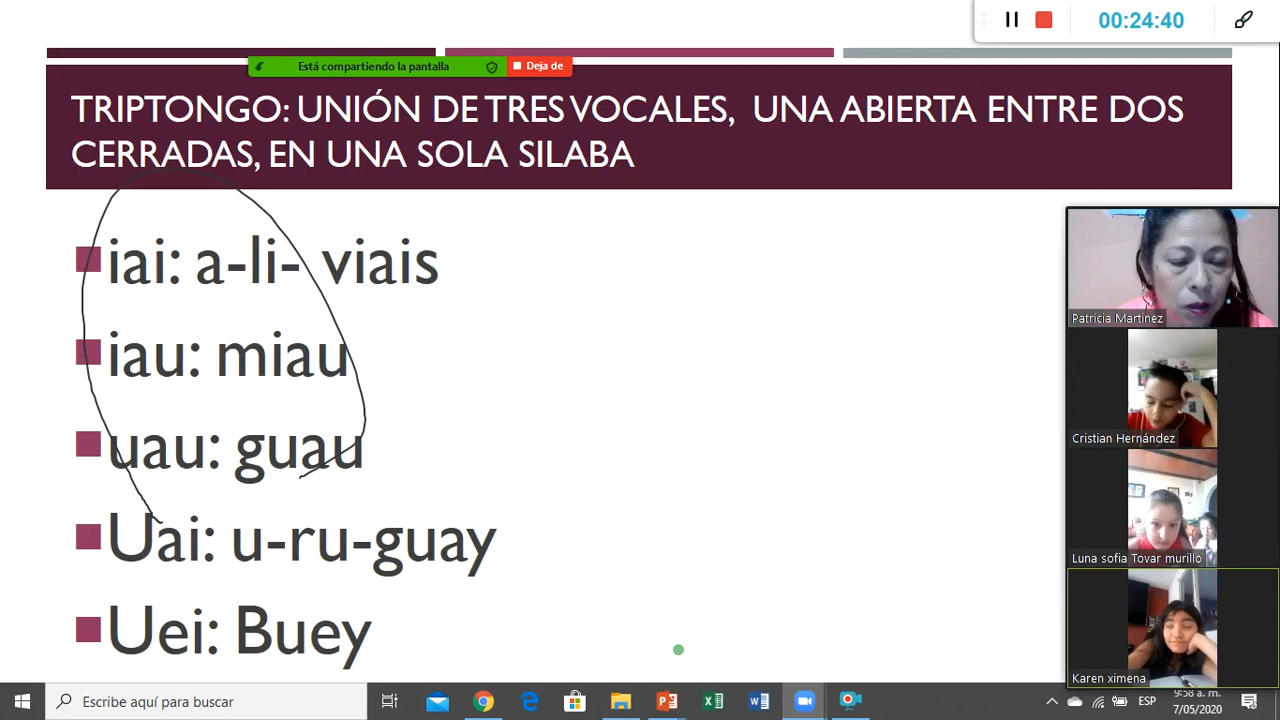 00:24:40
Está compartiendo la pantalla
Deja de
TRIPTONGO: UNIÓN DE TRES VOCALES, UNA ABIERTA ENTRE DOS
CERRADAS, EN UNA SOLA SILABA
iai: a-li- viais
iau: miau
uau: guau
Uai: u-ru-guay
Uei: Buey
Patricia Martinez
Cristian Hernández
Luna sofia Tovar murillo
Karen ximena
Escribe aquí para buscar
ESP
9:58 a. m.
7/05/2020